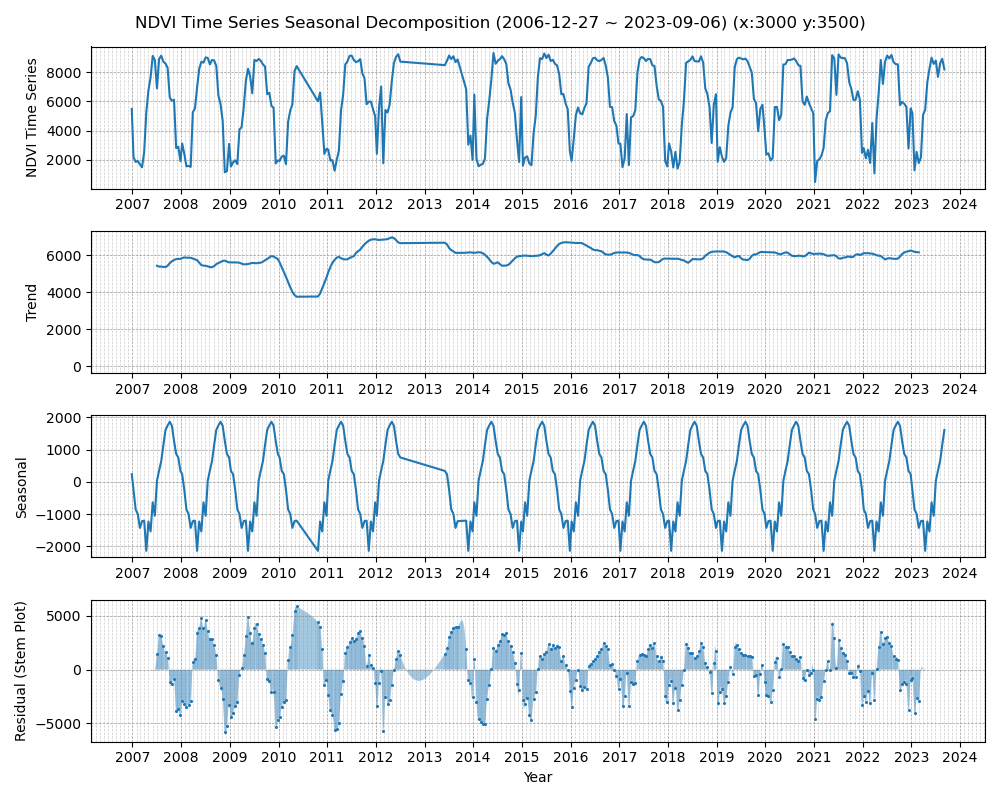 NDVI Time Series Seasonal Decomposition (2006-12-27 ~ 2023-09-06) (x:3000 y:3500)
NDVI Time Series
8000
6000
4000
2000
2007 2008 2009 2010 2011 2012 2013 2014 2015 2016 2017 2018 2019 2020 2021 2022 2023 2024
Trend
6000
4000
2000
0
2007 2008 2009 2010 2011 2012 2013 2014 2015 2016 2017 2018 2019 2020 2021 2022 2023 2024
Seasonal
2000
1000
0
−1000
−2000
2007 2008 2009 2010 2011 2012 2013 2014 2015 2016 2017 2018 2019 2020 2021 2022 2023 2024
Residual (Stem Plot)
5000
0
−5000
2007 2008 2009 2010 2011 2012 2013 2014 2015 2016 2017 2018 2019 2020 2021 2022 2023 2024
Year